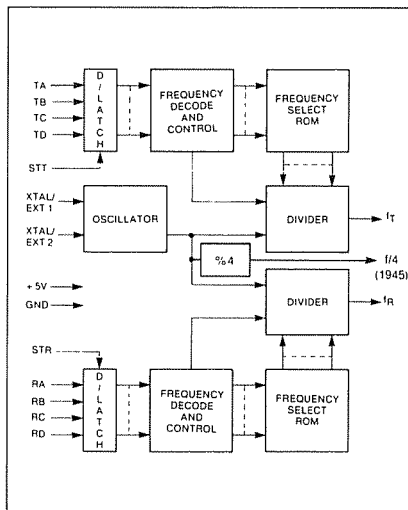 TA
TB
TC
TD
STT
D/LATCH
FREQUENCY
DECODE
AND
CONTROL
FREQUENCY
SELECT
ROM
XTAL/
EXT 1
XTAL/
EXT 2
OSCILLATOR
DIVIDER
fT
%4
f/4
(1945)
+5V
GND
DIVIDER
fR
STR
RA
RB
RC
RD
D/LATCH
FREQUENCY
DECODE
AND
CONTROL
FREQUENCY
SELECT
ROM